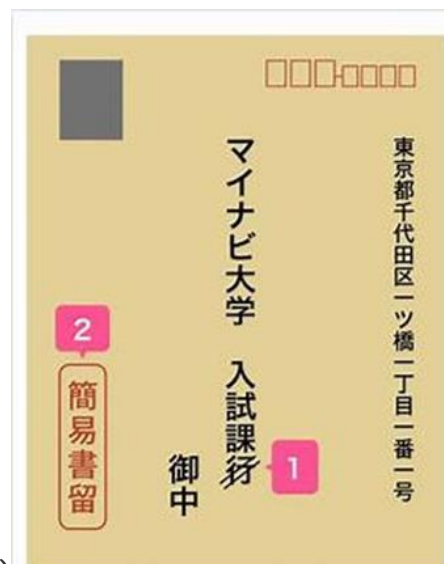 東京都千代田区一ツ橋一丁目一番一号
マイナビ大学 入試課行
御中
1
2
簡易書留